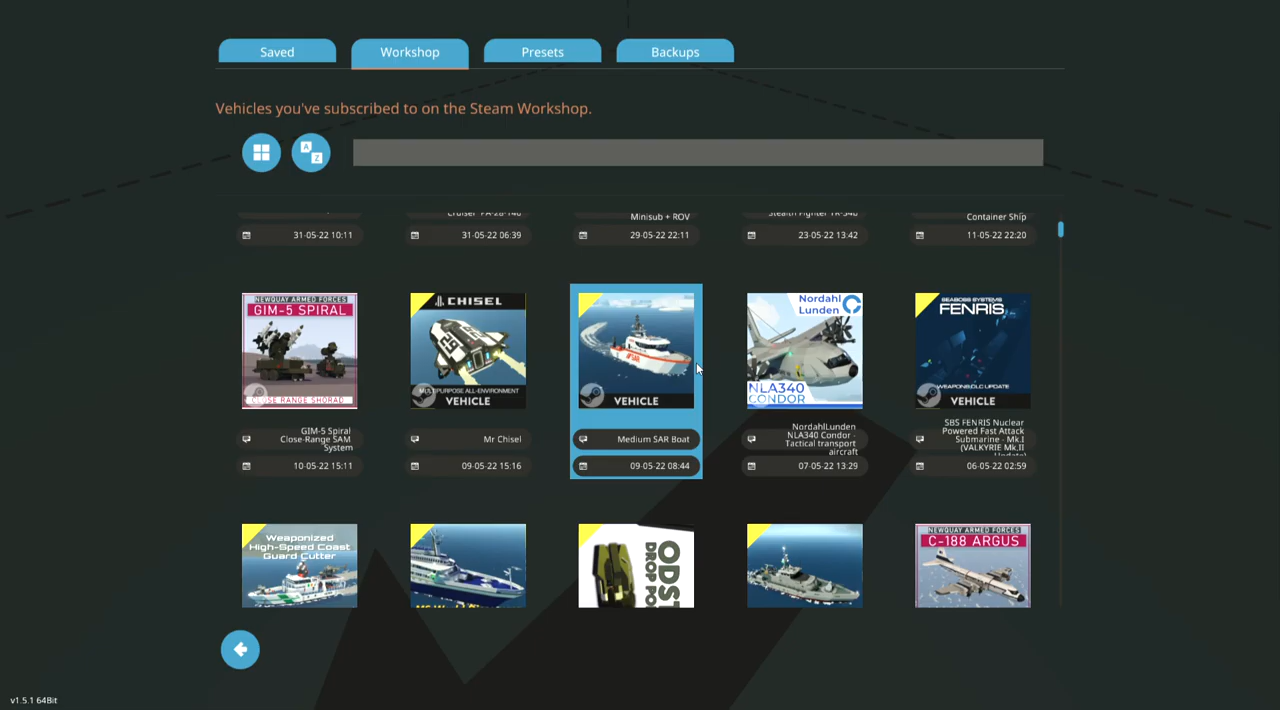 Saved
Workshop
Presets
Backups
Vehicles you've subscribed to on the Steam Workshop.
A
Z
Minisub + ROV
Container Ship
31-05-22 10:11
31-05-22 06:39
29-05-22 22:11
23-05-22 13:42
11-05-22 22:20
NEWQUAY ARMED FORCES
GIM-5 SPIRAL
CLOSE RANGE SHORAD
CHISEL
MULTIPURPOSE ALL-ENVIRONMENT
VEHICLE
VEHICLE
Nordahl
Lunden
NLA340
CONDOR
SEABOSS SYSTEMS
FENRIS
WEAPONS DLC UPDATE
VEHICLE
GIM-5 Spiral
Close-Range SAM
System
Mr Chisel
Medium SAR Boat
NordahlLunden
NLA340 Condor -
Tactical transport
aircraft
SBS FENRIS Nuclear
Powered Fast Attack
Submarine - Mk.I
(VALKYRIE Mk.II
10-05-22 15:11
09-05-22 15:16
09-05-22 08:44
07-05-22 13:29
06-05-22 02:59
Weaponized
High-Speed Coast
Guard Cutter
ODST
DROP PO
NEWQUAY ARMED FORCES
C-188 ARGUS
v1.5.1 64Bit